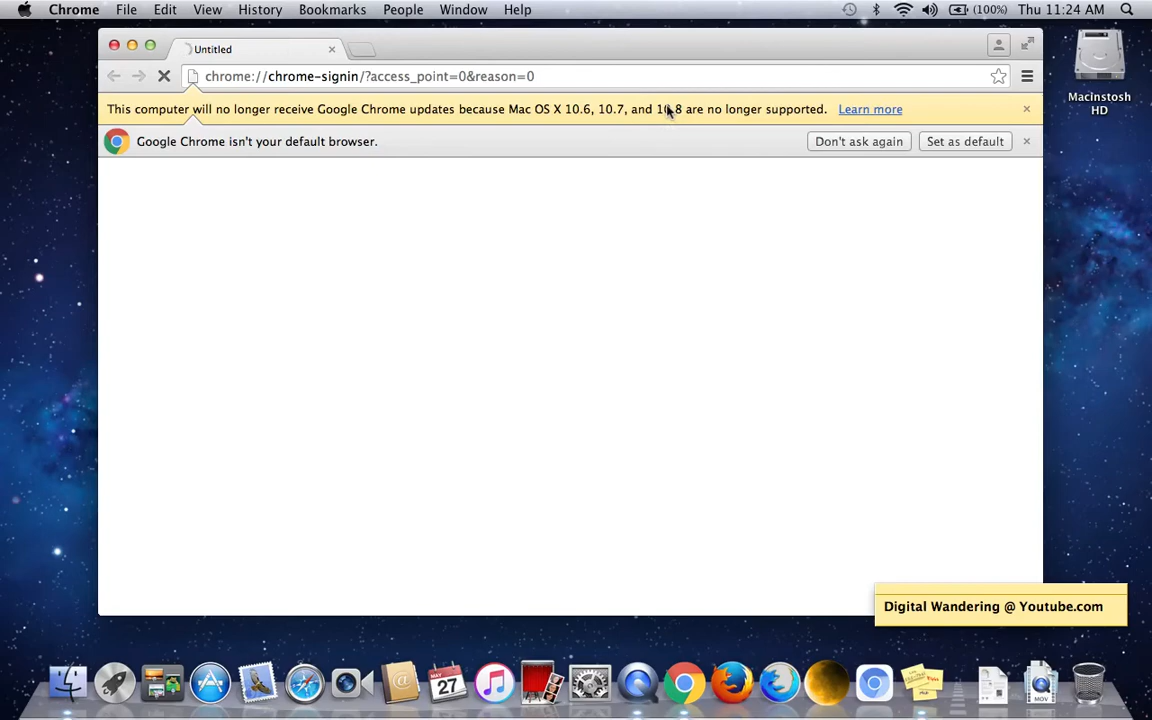 Chrome File Edit View History Bookmarks People Window Help (100%) Thu 11:24 AM
Untitled
chrome://chrome-signin/?access_point=0&reason=0
This computer will no longer receive Google Chrome updates because Mac OS X 10.6, 10.7, and 10.8 are no longer supported. Learn more
Google Chrome isn't your default browser. Don't ask again Set as default
Macintosh
HD
Digital Wandering @ Youtube.com
MAY
27
MOV